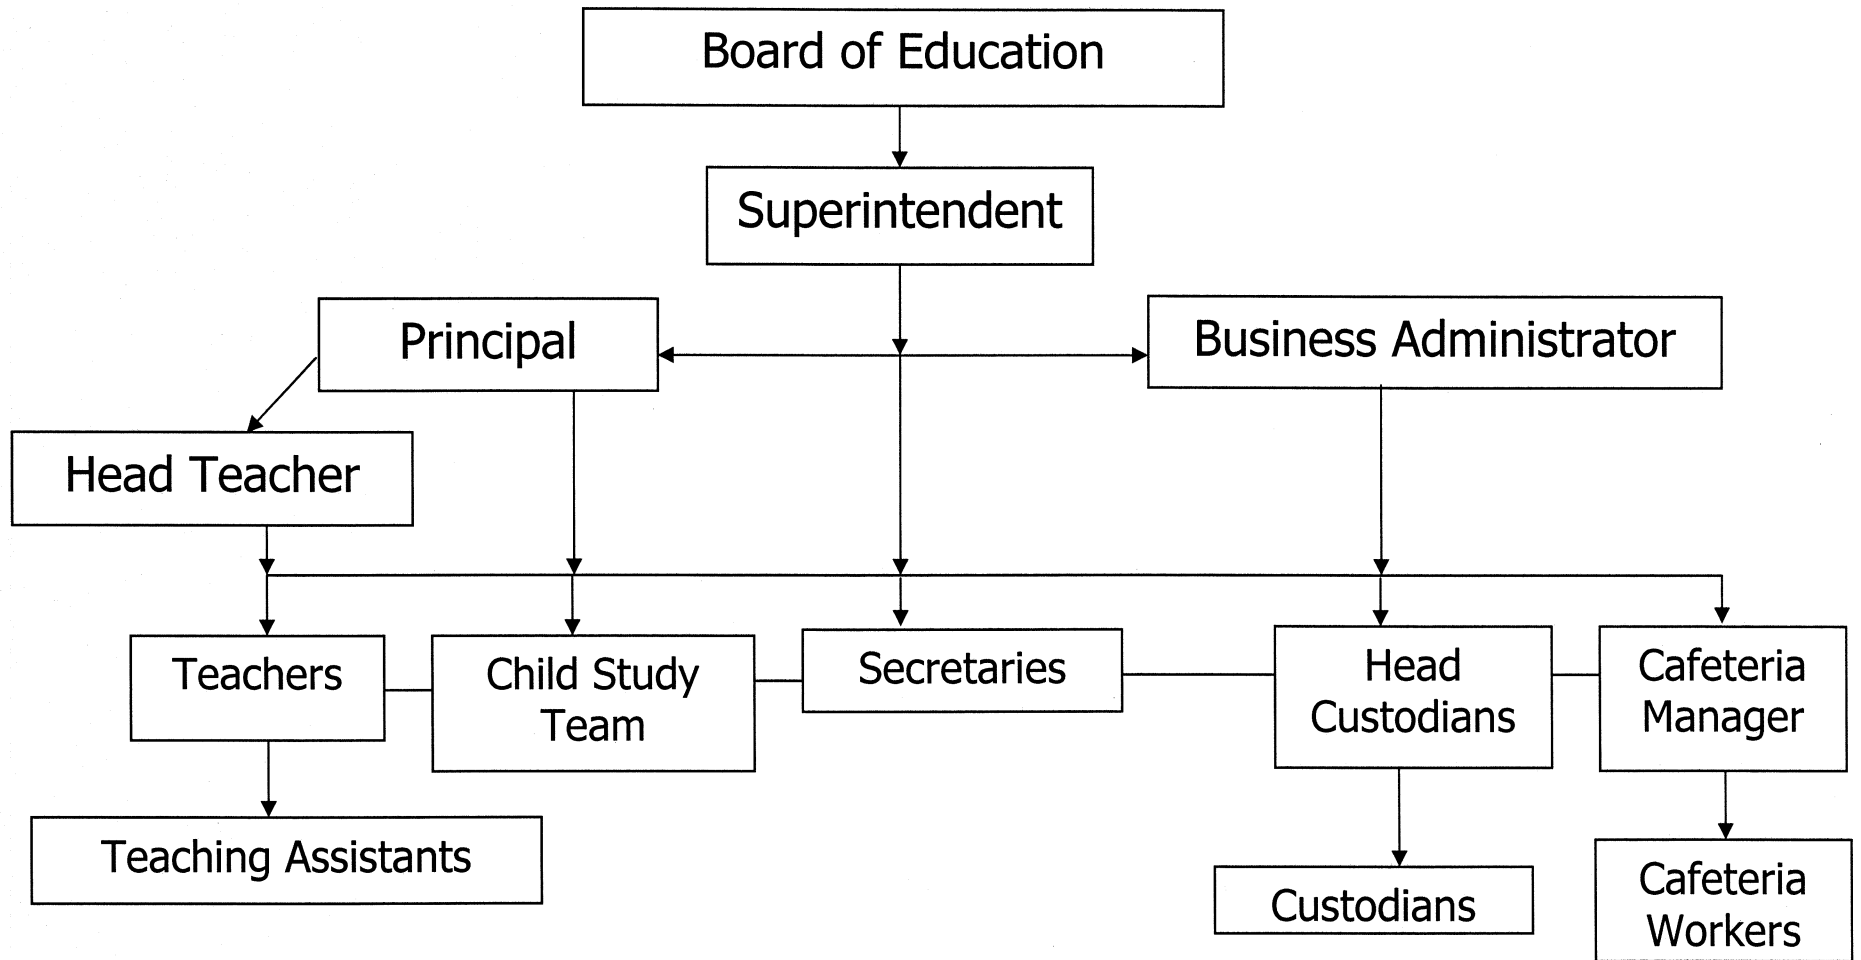 Board of Education
Superintendent
Principal
Business Administrator
Head Teacher
Teachers
Child Study
Team
Secretaries
Head
Custodians
Cafeteria
Manager
Teaching Assistants
Custodians
Cafeteria
Workers